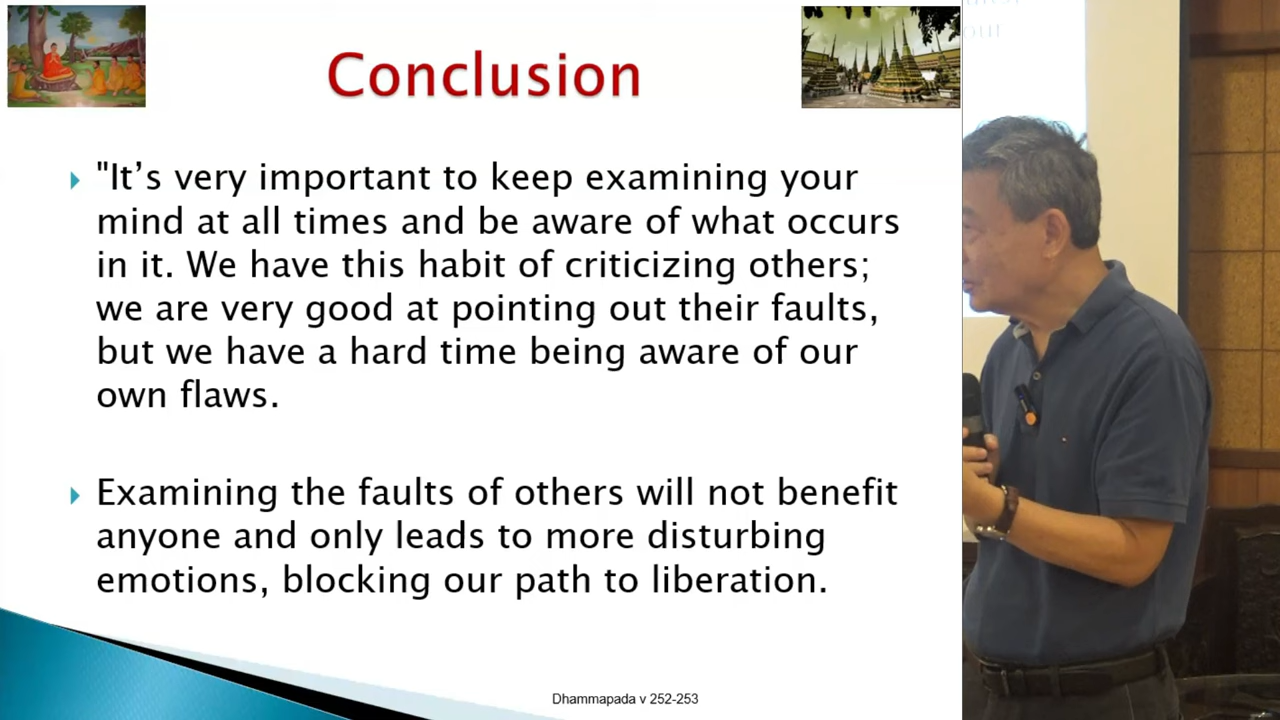 Conclusion
"It’s very important to keep examining your
mind at all times and be aware of what occurs
in it. We have this habit of criticizing others;
we are very good at pointing out their faults,
but we have a hard time being aware of our
own flaws.
Examining the faults of others will not benefit
anyone and only leads to more disturbing
emotions, blocking our path to liberation.
Dhammapada v 252-253